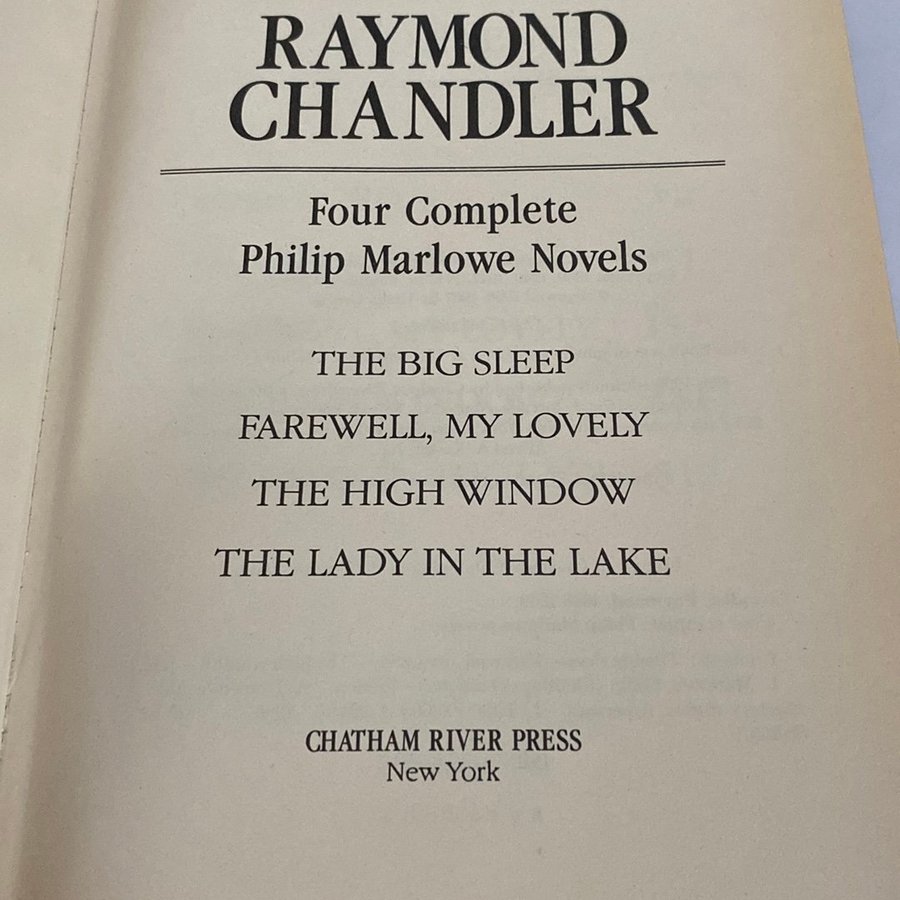 RAYMOND
CHANDLER
Four Complete
Philip Marlowe Novels
THE BIG SLEEP
FAREWELL, MY LOVELY
THE HIGH WINDOW
THE LADY IN THE LAKE
CHATHAM RIVER PRESS
New York